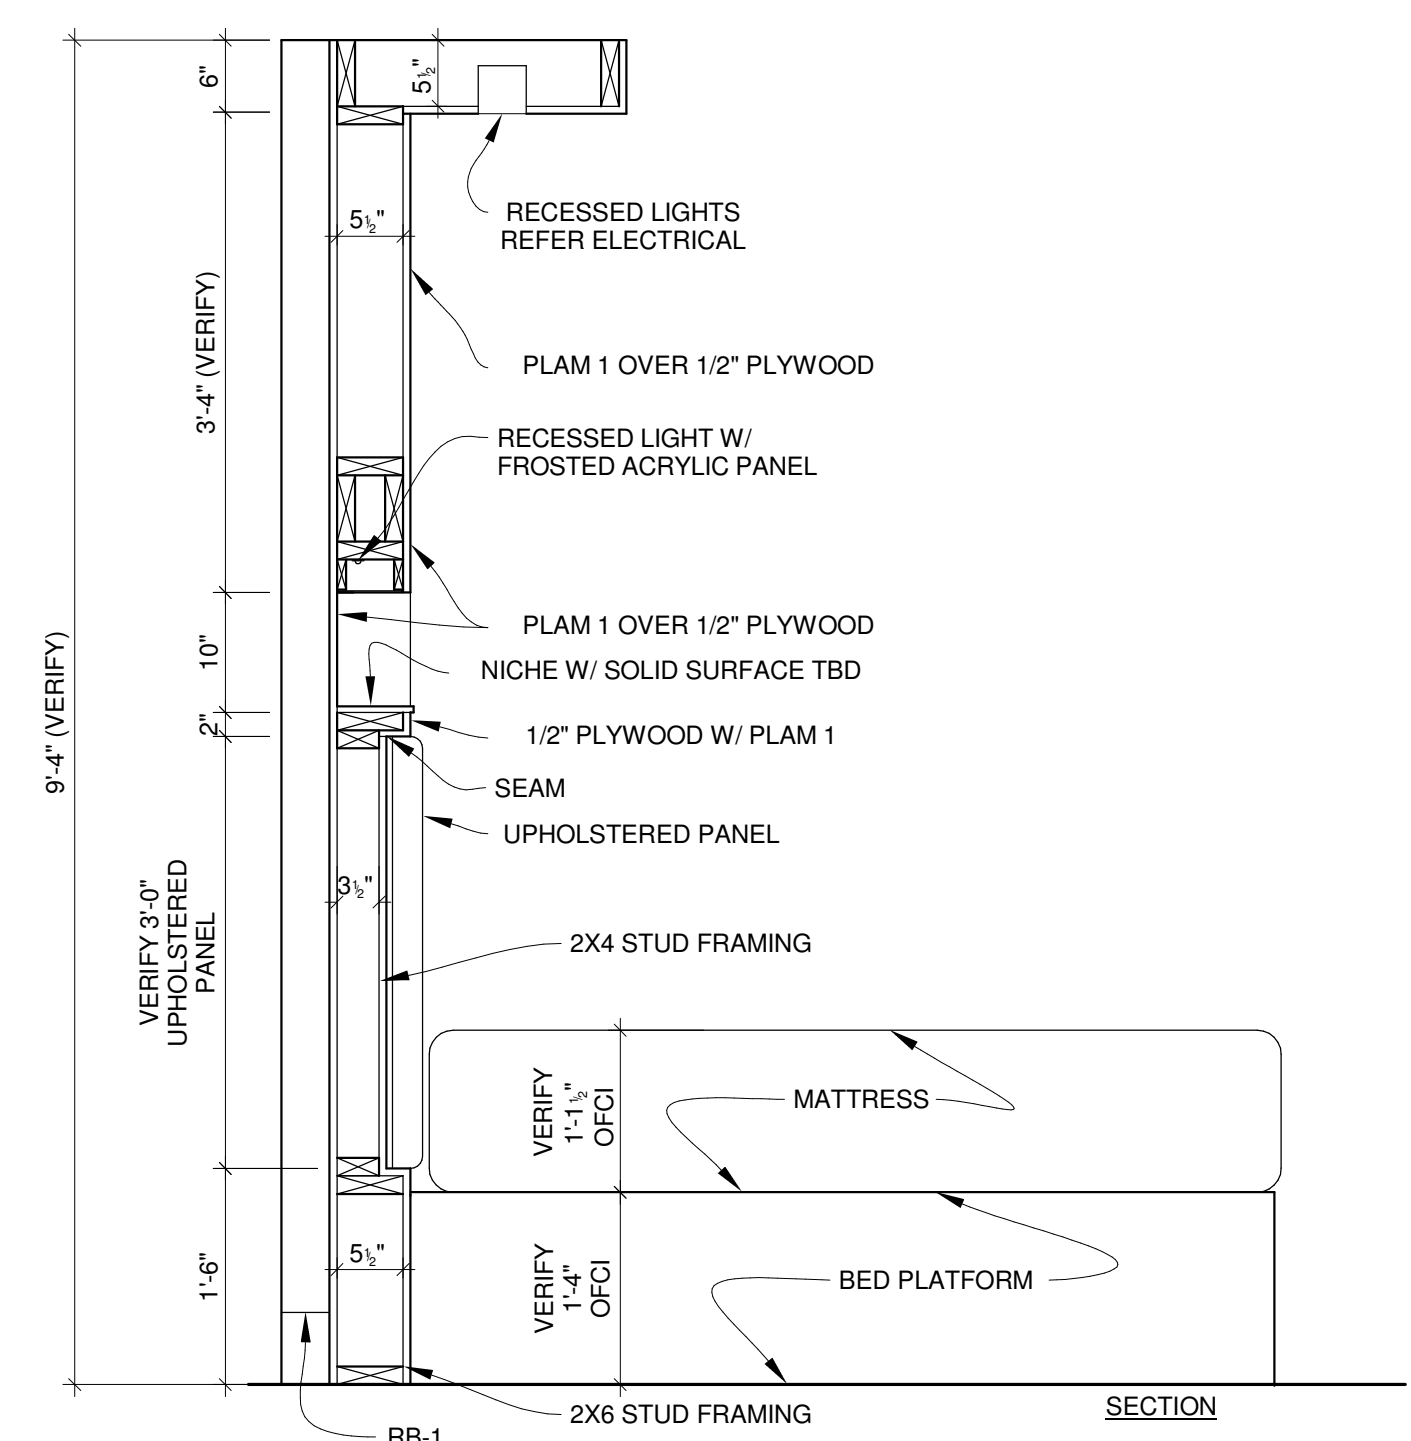 6"
5½"
RECESSED LIGHTS
REFER ELECTRICAL
5½"
3'-4" (VERIFY)
PLAM 1 OVER 1/2" PLYWOOD
RECESSED LIGHT W/
FROSTED ACRYLIC PANEL
PLAM 1 OVER 1/2" PLYWOOD
10"
NICHE W/ SOLID SURFACE TBD
9'-4" (VERIFY)
2"
1/2" PLYWOOD W/ PLAM 1
SEAM
UPHOLSTERED PANEL
3½"
VERIFY 3'-0"
UPHOLSTERED
PANEL
2X4 STUD FRAMING
VERIFY
1'-1½"
OFCI
MATTRESS
5½"
1'-6"
VERIFY
1'-4"
OFCI
BED PLATFORM
SECTION
2X6 STUD FRAMING
RB-1